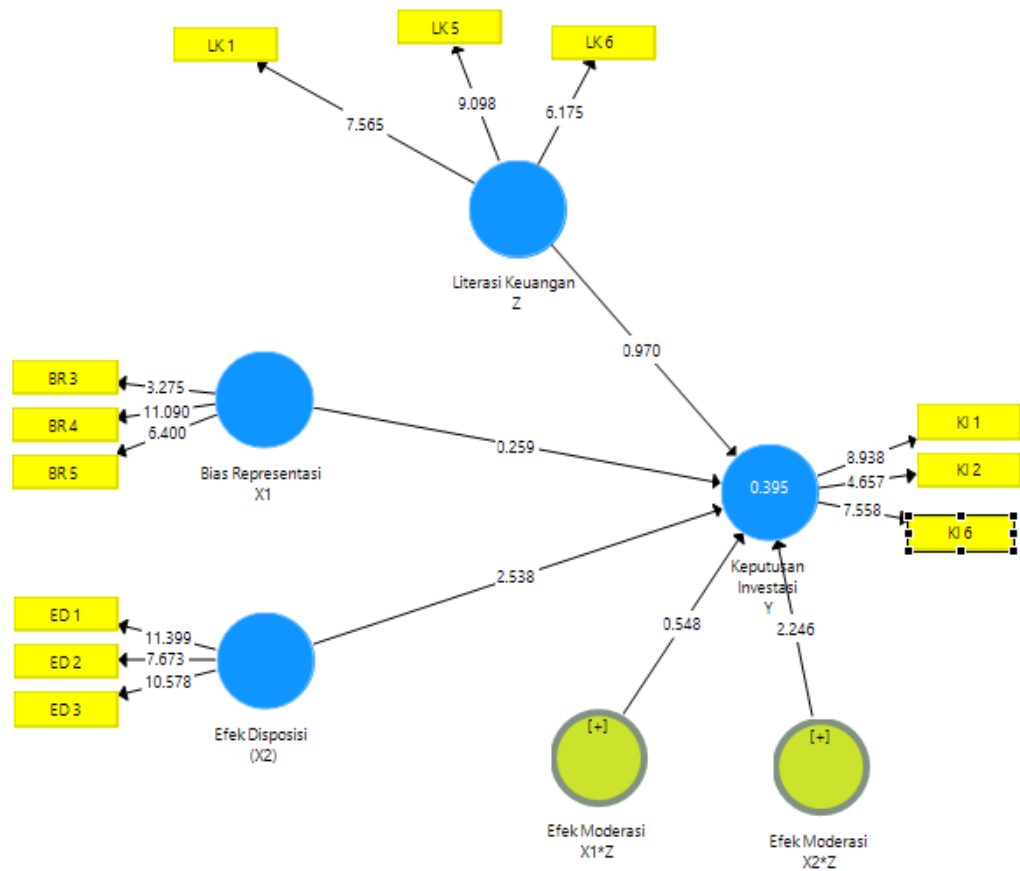 LK 1
LK 5
LK 6
7.565
9.098
6.175
Literasi Keuangan
Z
0.970
BR 3
BR 4
BR 5
3.275
11.090
6.400
Bias Representasi
X1
0.259
KI 1
KI 2
KI 6
8.938
4.657
7.558
0.395
Keputusan
Investasi
Y
2.538
ED 1
ED 2
ED 3
11.399
7.673
10.578
Efek Disposisi
(X2)
0.548
2.246
[+]
Efek Moderasi
X1*Z
[+]
Efek Moderasi
X2*Z